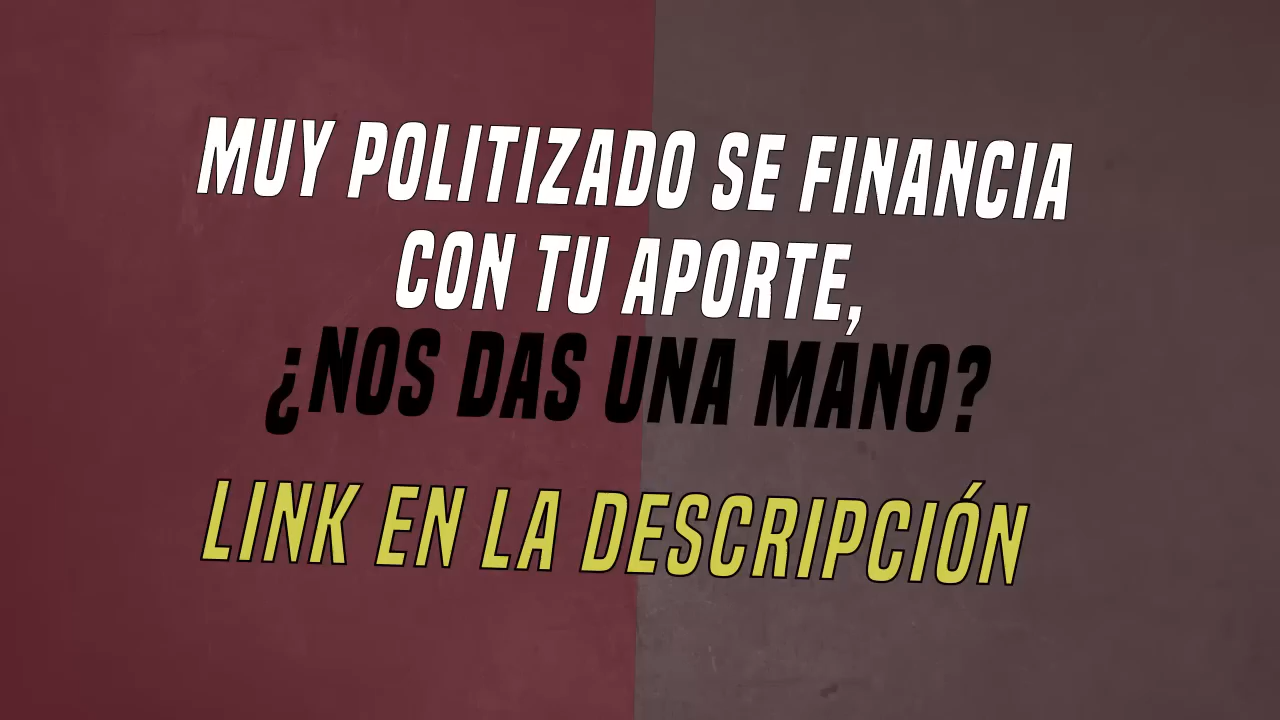 MUY POLITIZADO SE FINANCIA
CON TU APORTE,
¿NOS DAS UNA MANO?
LINK EN LA DESCRIPCIÓN